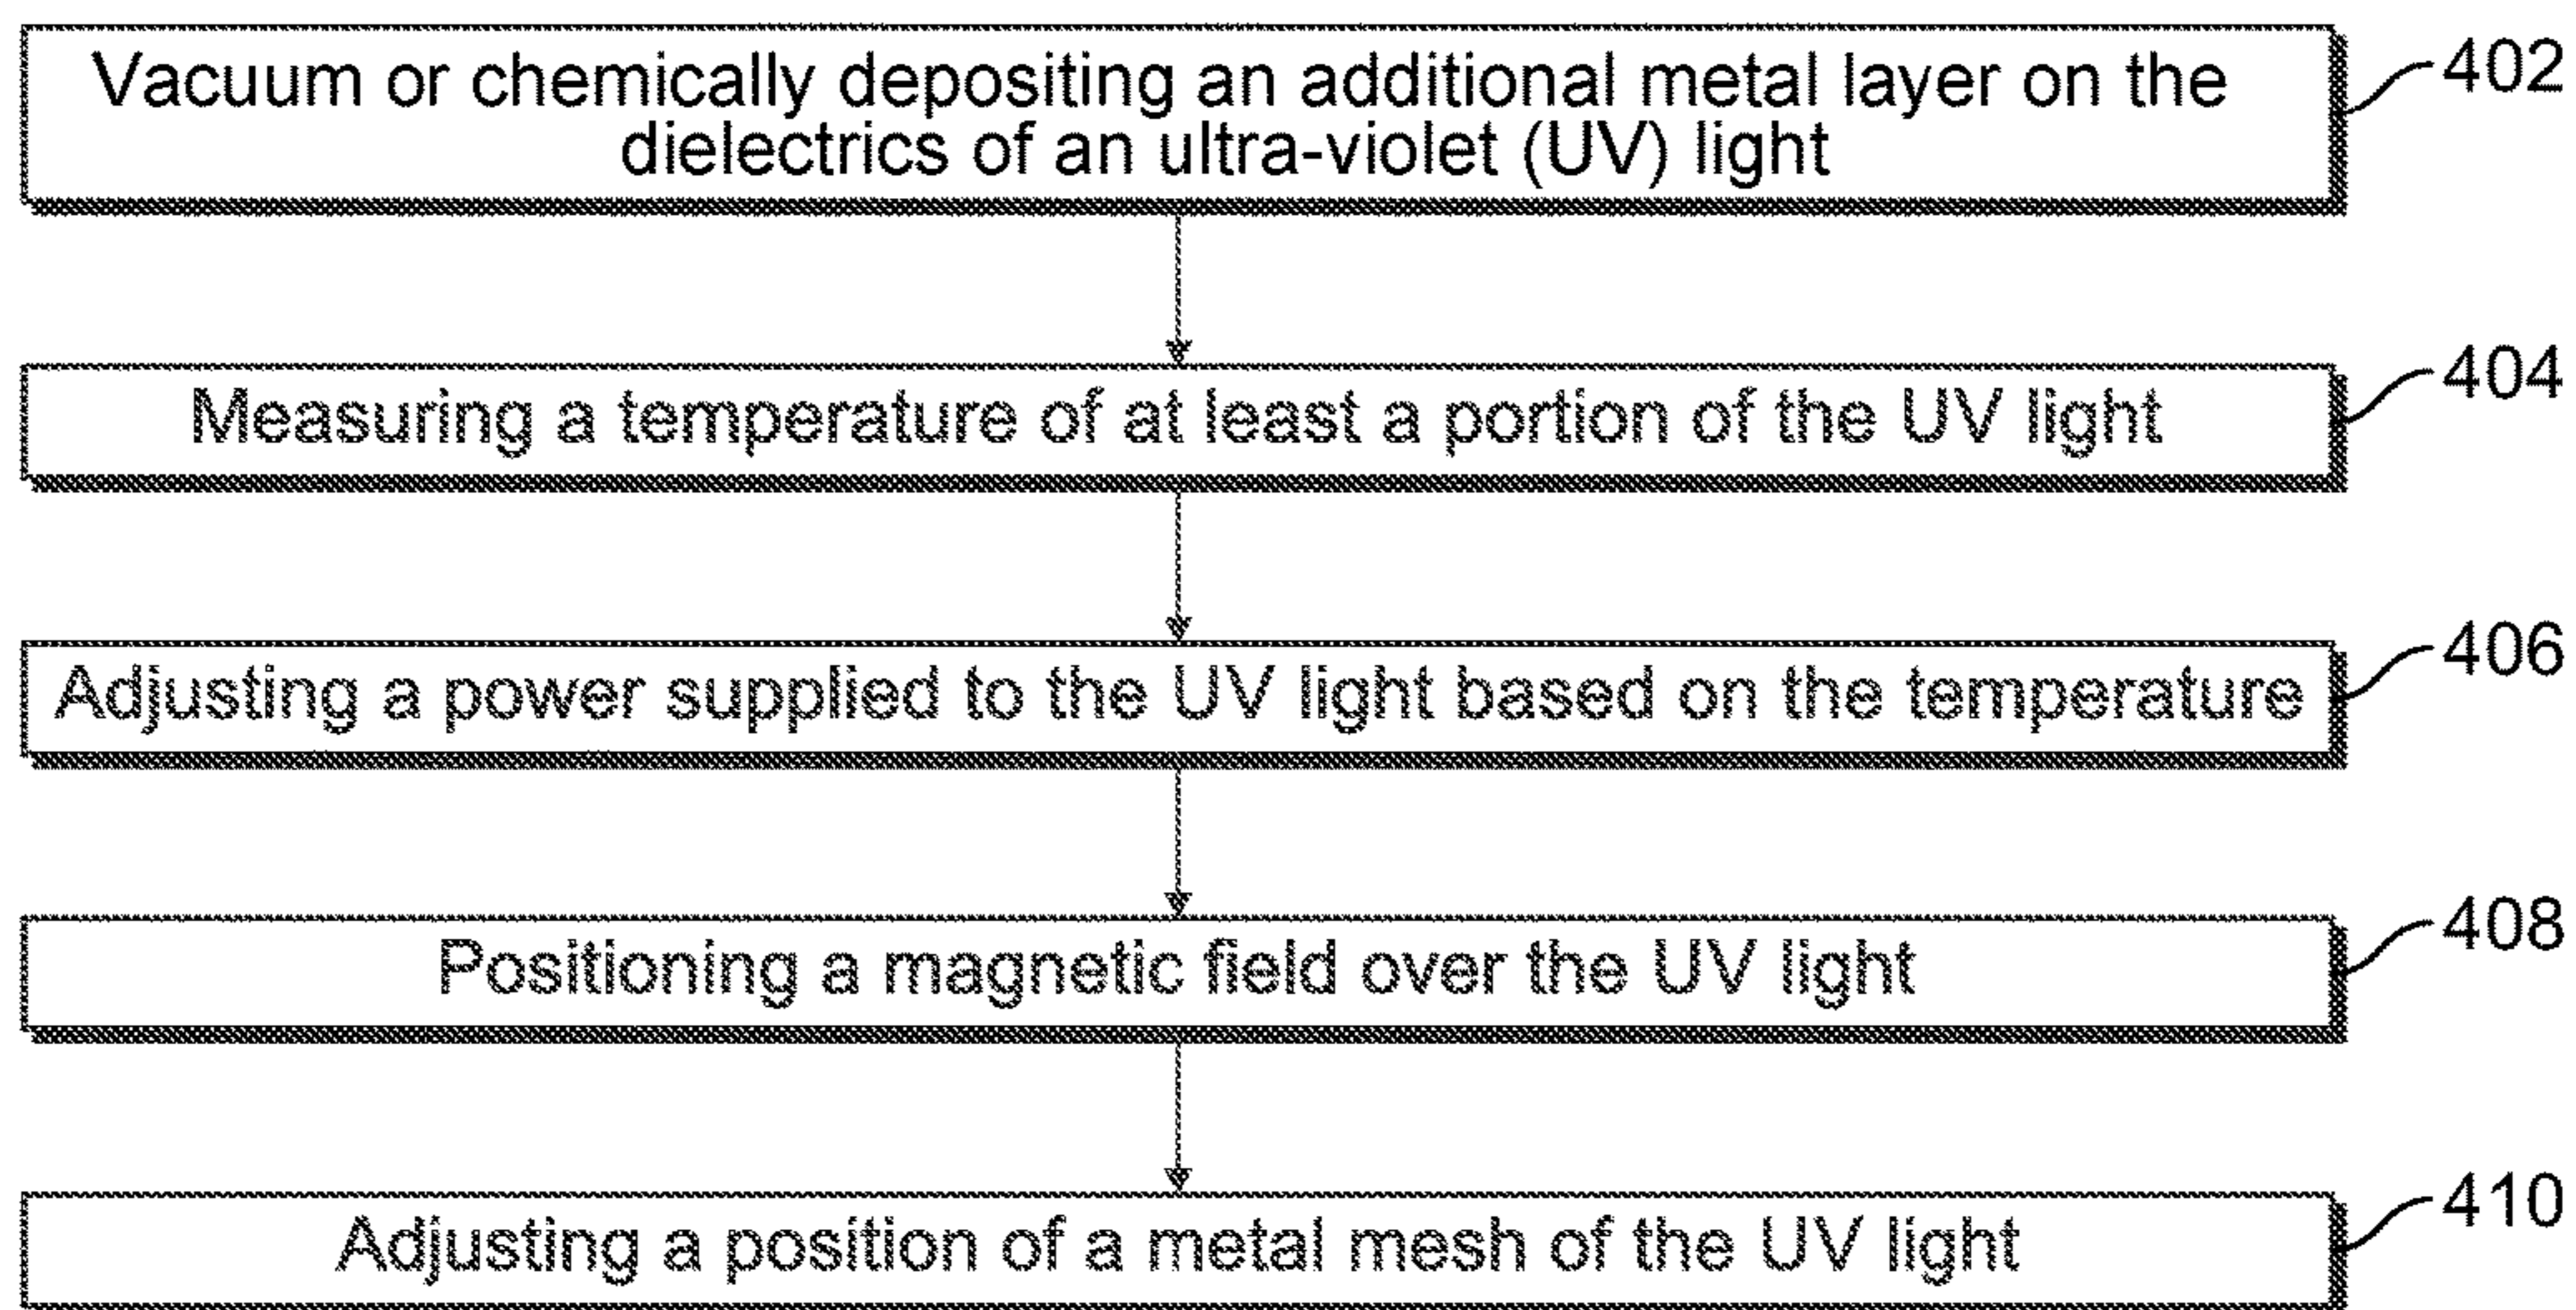 Vacuum or chemically depositing an additional metal layer on the
dielectrics of an ultra-violet (UV) light
402
Measuring a temperature of at least a portion of the UV light
404
Adjusting a power supplied to the UV light based on the temperature
406
Positioning a magnetic field over the UV light
408
Adjusting a position of a metal mesh of the UV light
410